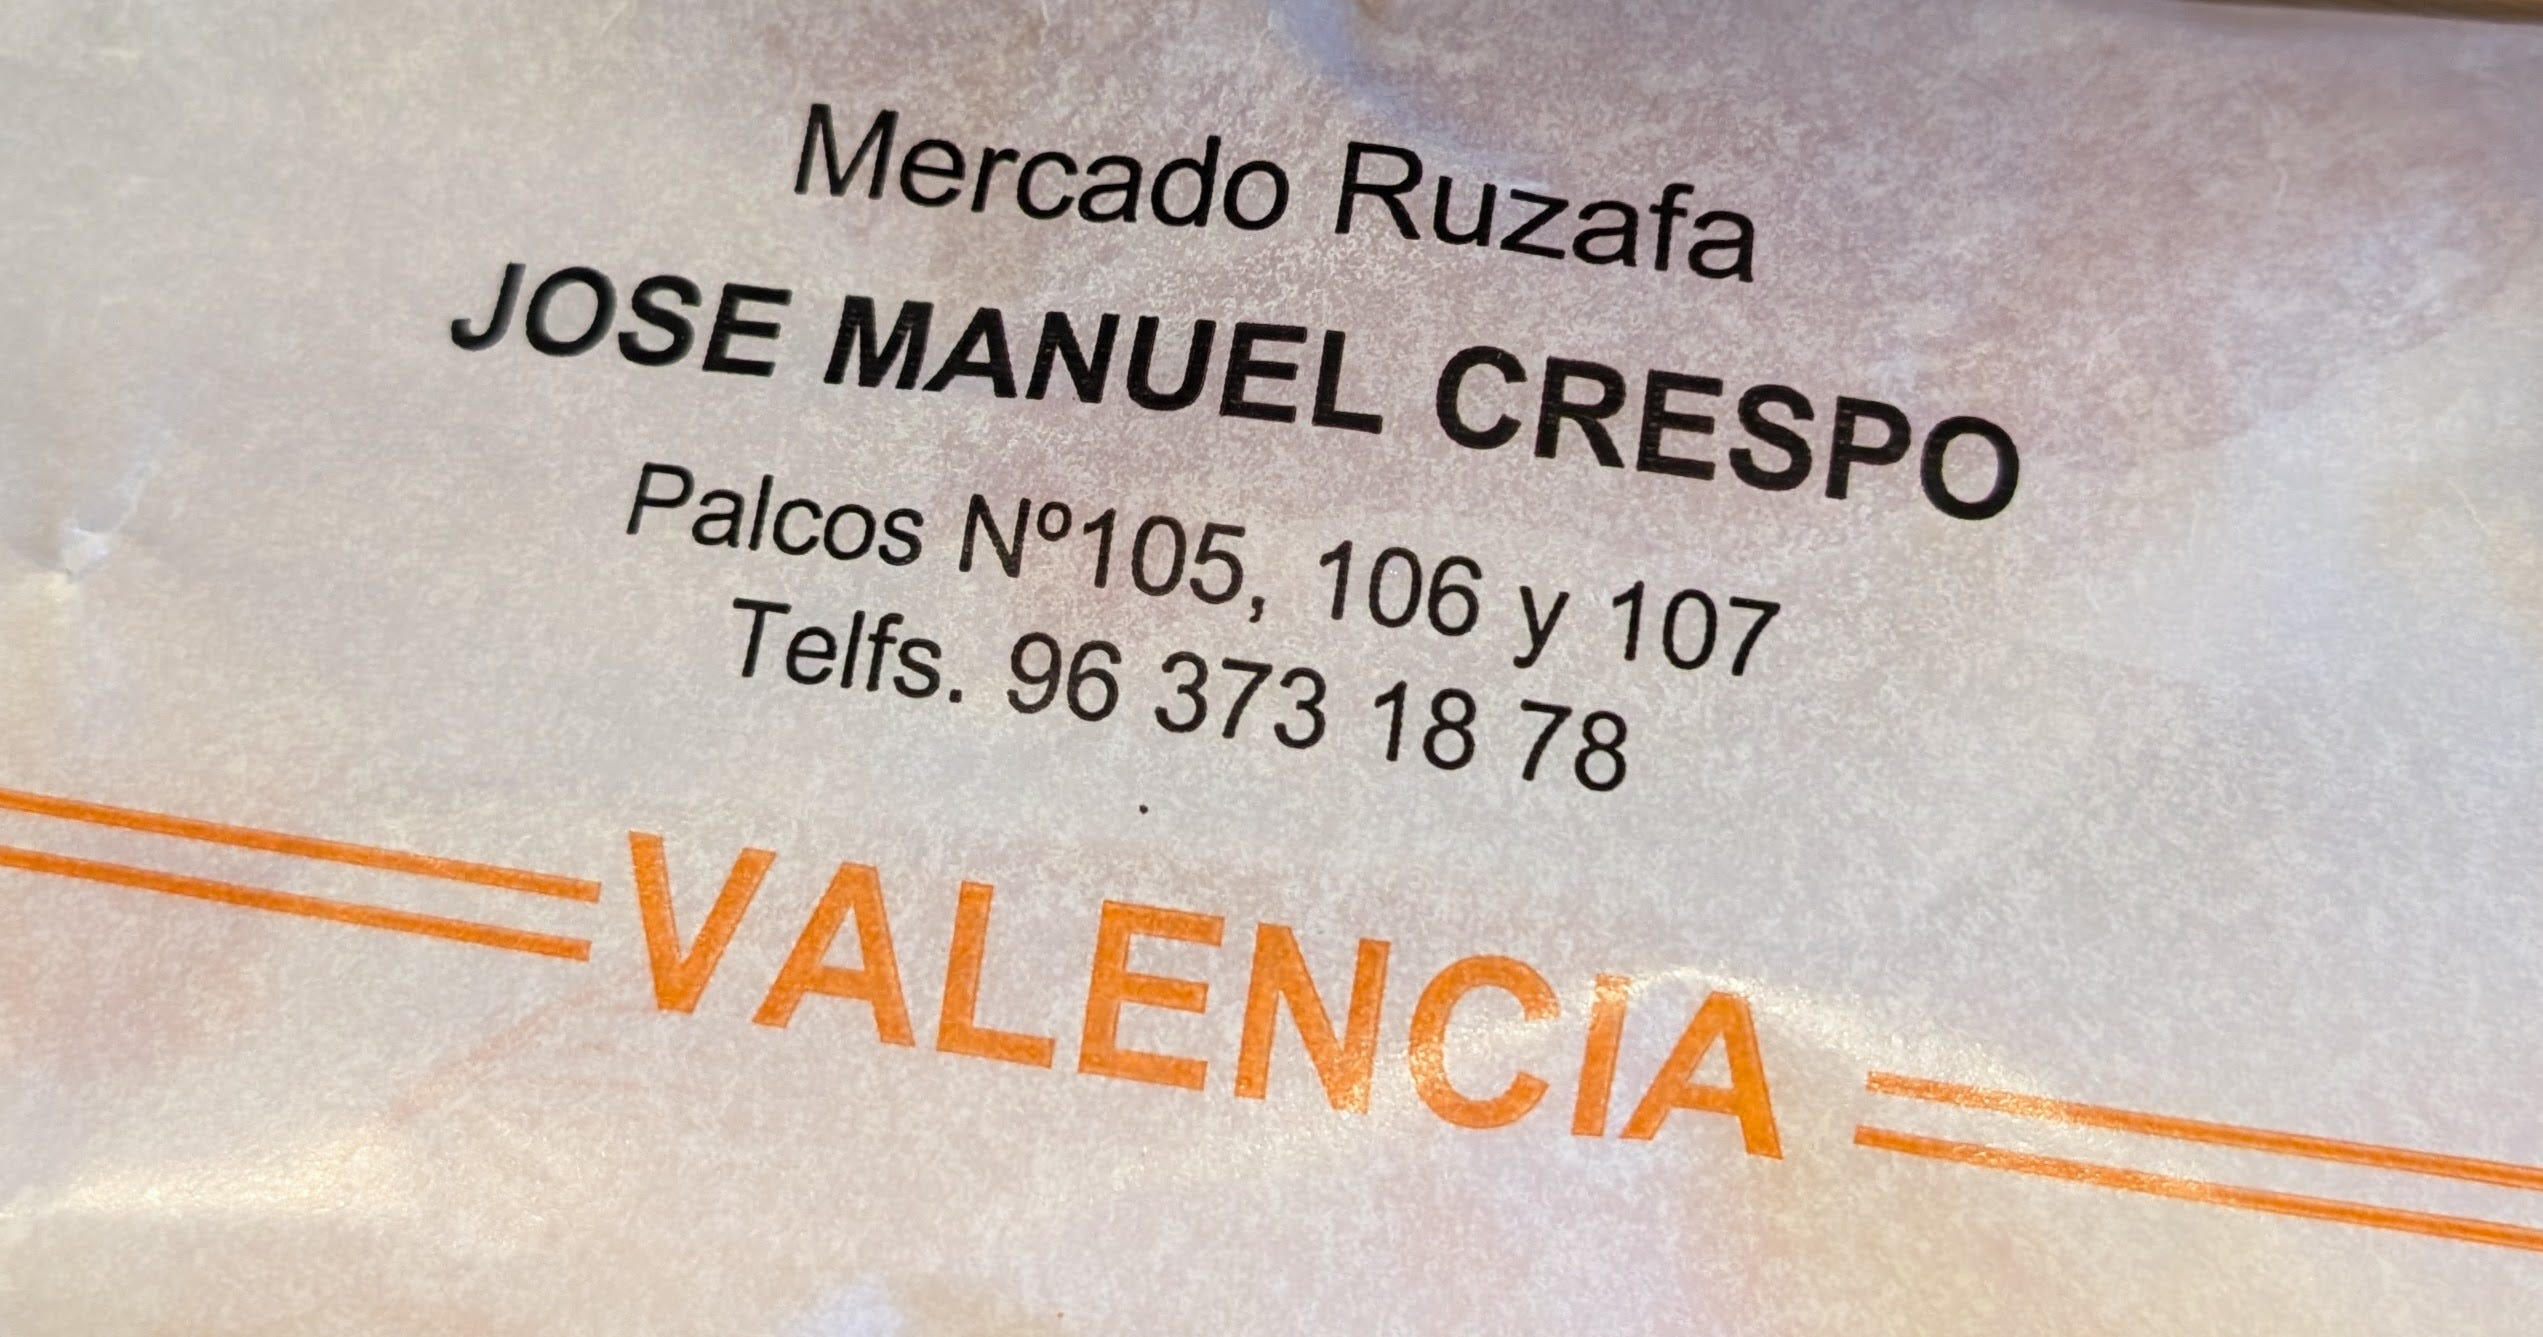 Mercado Ruzafa
JOSE MANUEL CRESPO
Palcos Nº105, 106 y 107
Telfs. 96 373 18 78
VALENCIA